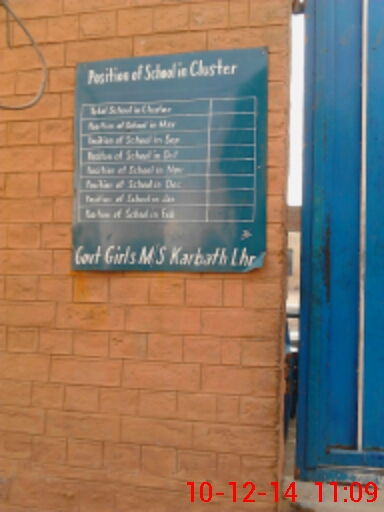 Position of School in Cluster
Total School in Cluster
Position of School in Mar
Position of School in Sep
Position of School in Oct
Position of School in Nov
Position of School in Dec
Position of School in Jan
Position of School in Feb
Govt Girls M/S Karbath Lhr
10-12-14 11:09